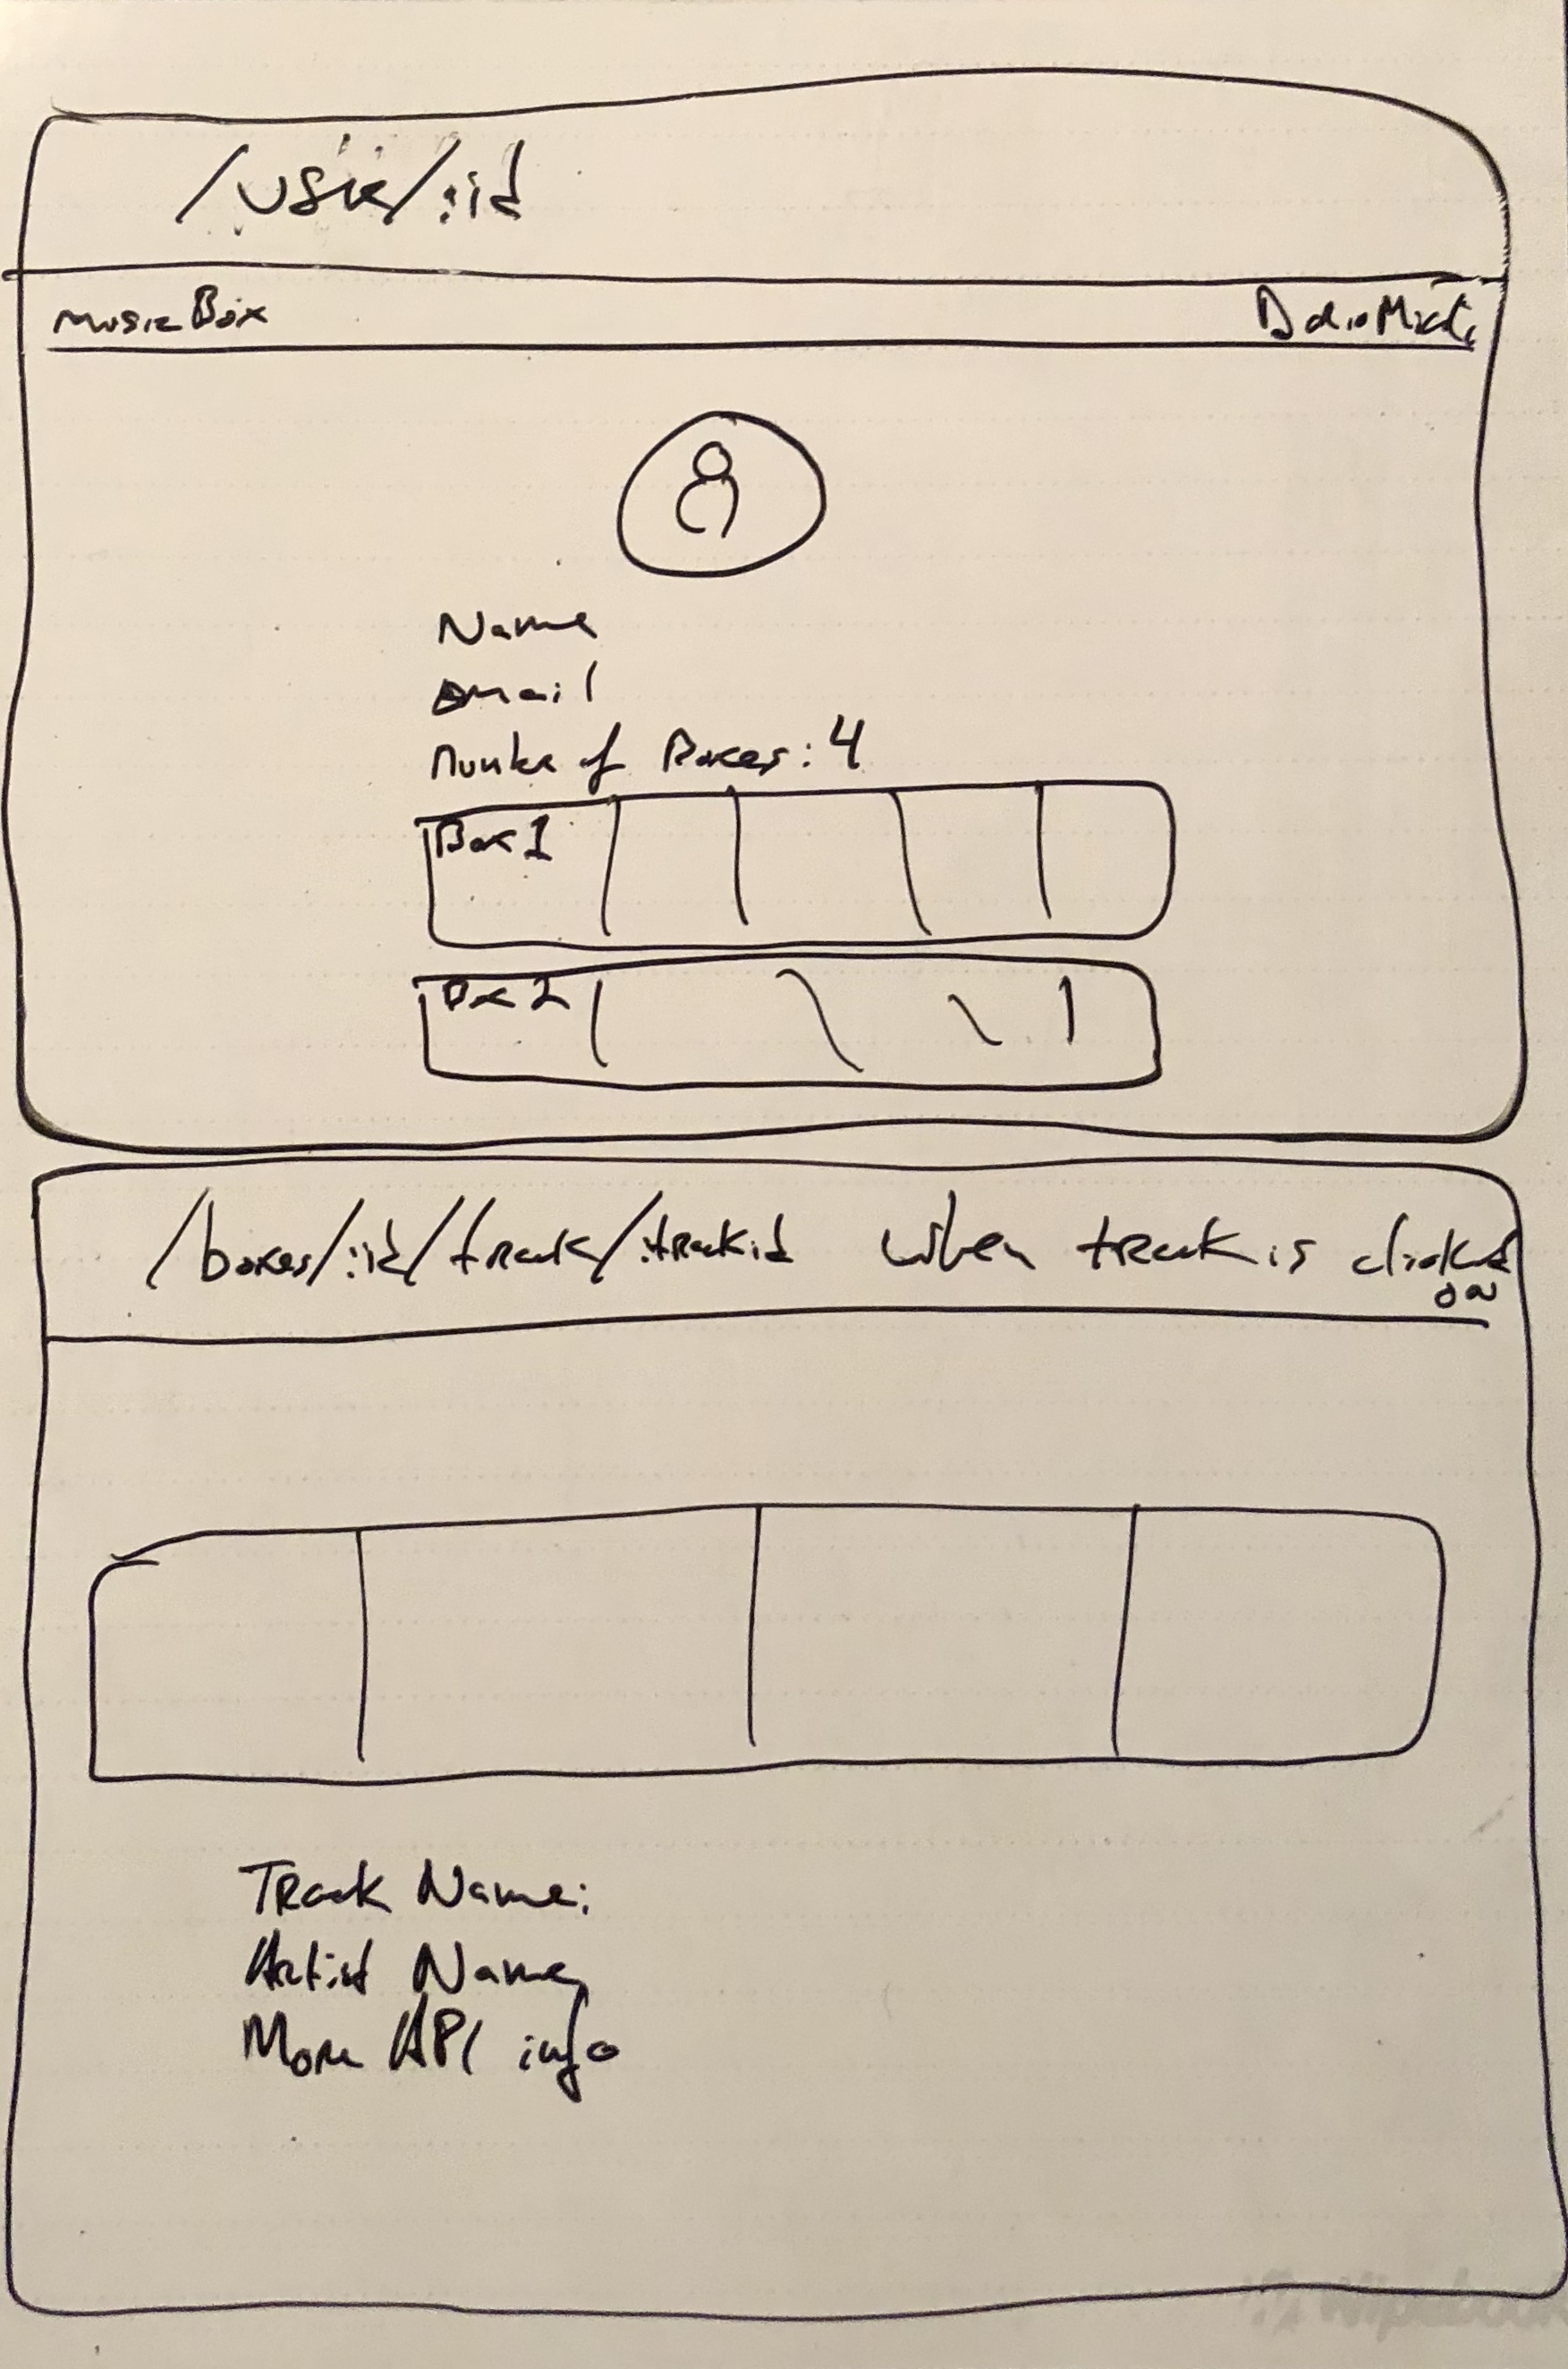 /user/:id
MusicBox
Name
email
Number of Boxes: 4
Box 1
Box 2
/boxes/:id/track/:trackid when track is clicked
on
Track Name:
Artist Name
More API info